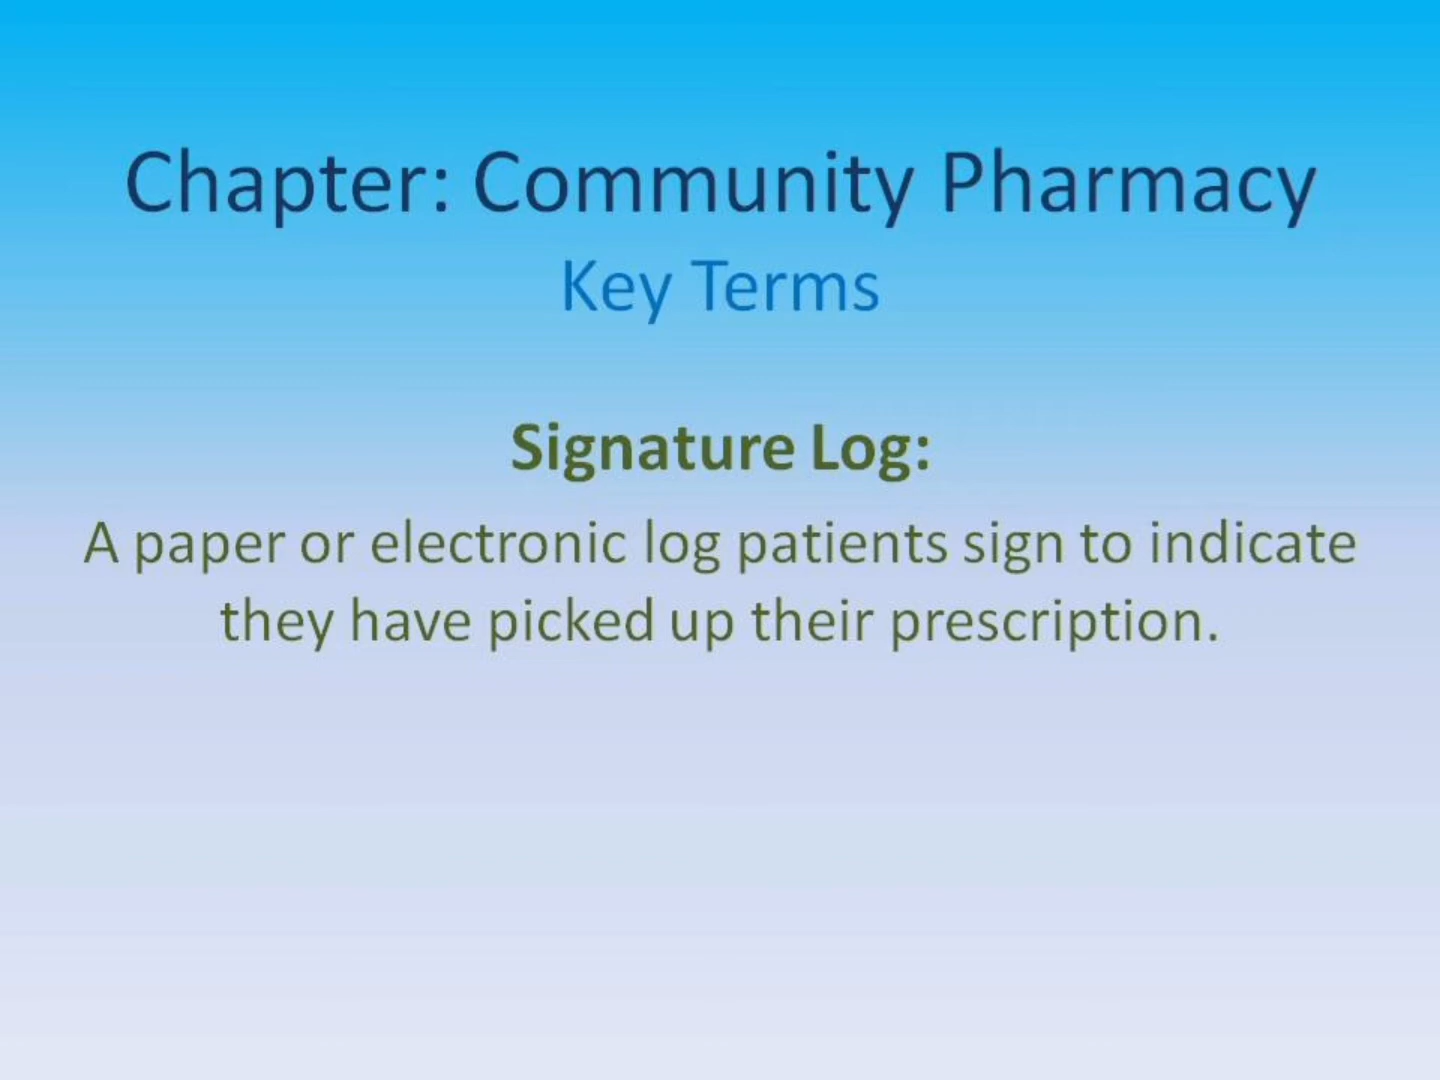 Chapter: Community Pharmacy
Key Terms
Signature Log:
A paper or electronic log patients sign to indicate
they have picked up their prescription.